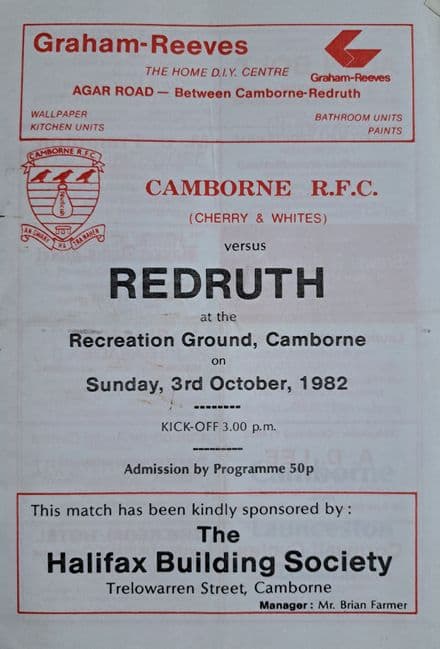 Graham-Reeves
THE HOME D.I.Y. CENTRE
Graham-Reeves
AGAR ROAD — Between Camborne-Redruth
WALLPAPER
KITCHEN UNITS
BATHROOM UNITS
PAINTS
CAMBORNE R.F.C.
CAMBORNE R.F.C.
(CHERRY & WHITES)
versus
REDRUTH
at the
Recreation Ground, Camborne
on
Sunday, 3rd October, 1982
KICK-OFF 3.00 p.m.
Admission by Programme 50p
This match has been kindly sponsored by :
The
Halifax Building Society
Trelowarren Street, Camborne
Manager : Mr. Brian Farmer